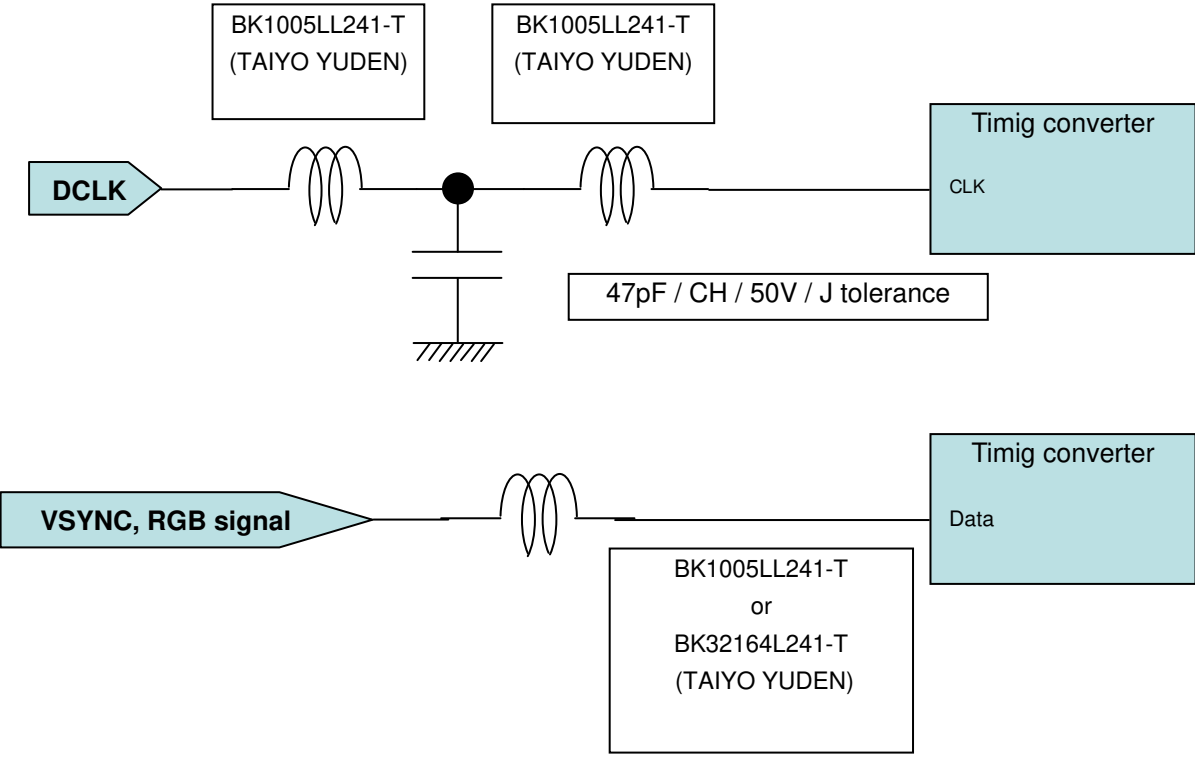 BK1005LL241-T
(TAIYO YUDEN)
BK1005LL241-T
(TAIYO YUDEN)
Timig converter
DCLK
CLK
47pF / CH / 50V / J tolerance
Timig converter
VSYNC, RGB signal
Data
BK1005LL241-T
or
BK32164L241-T
(TAIYO YUDEN)